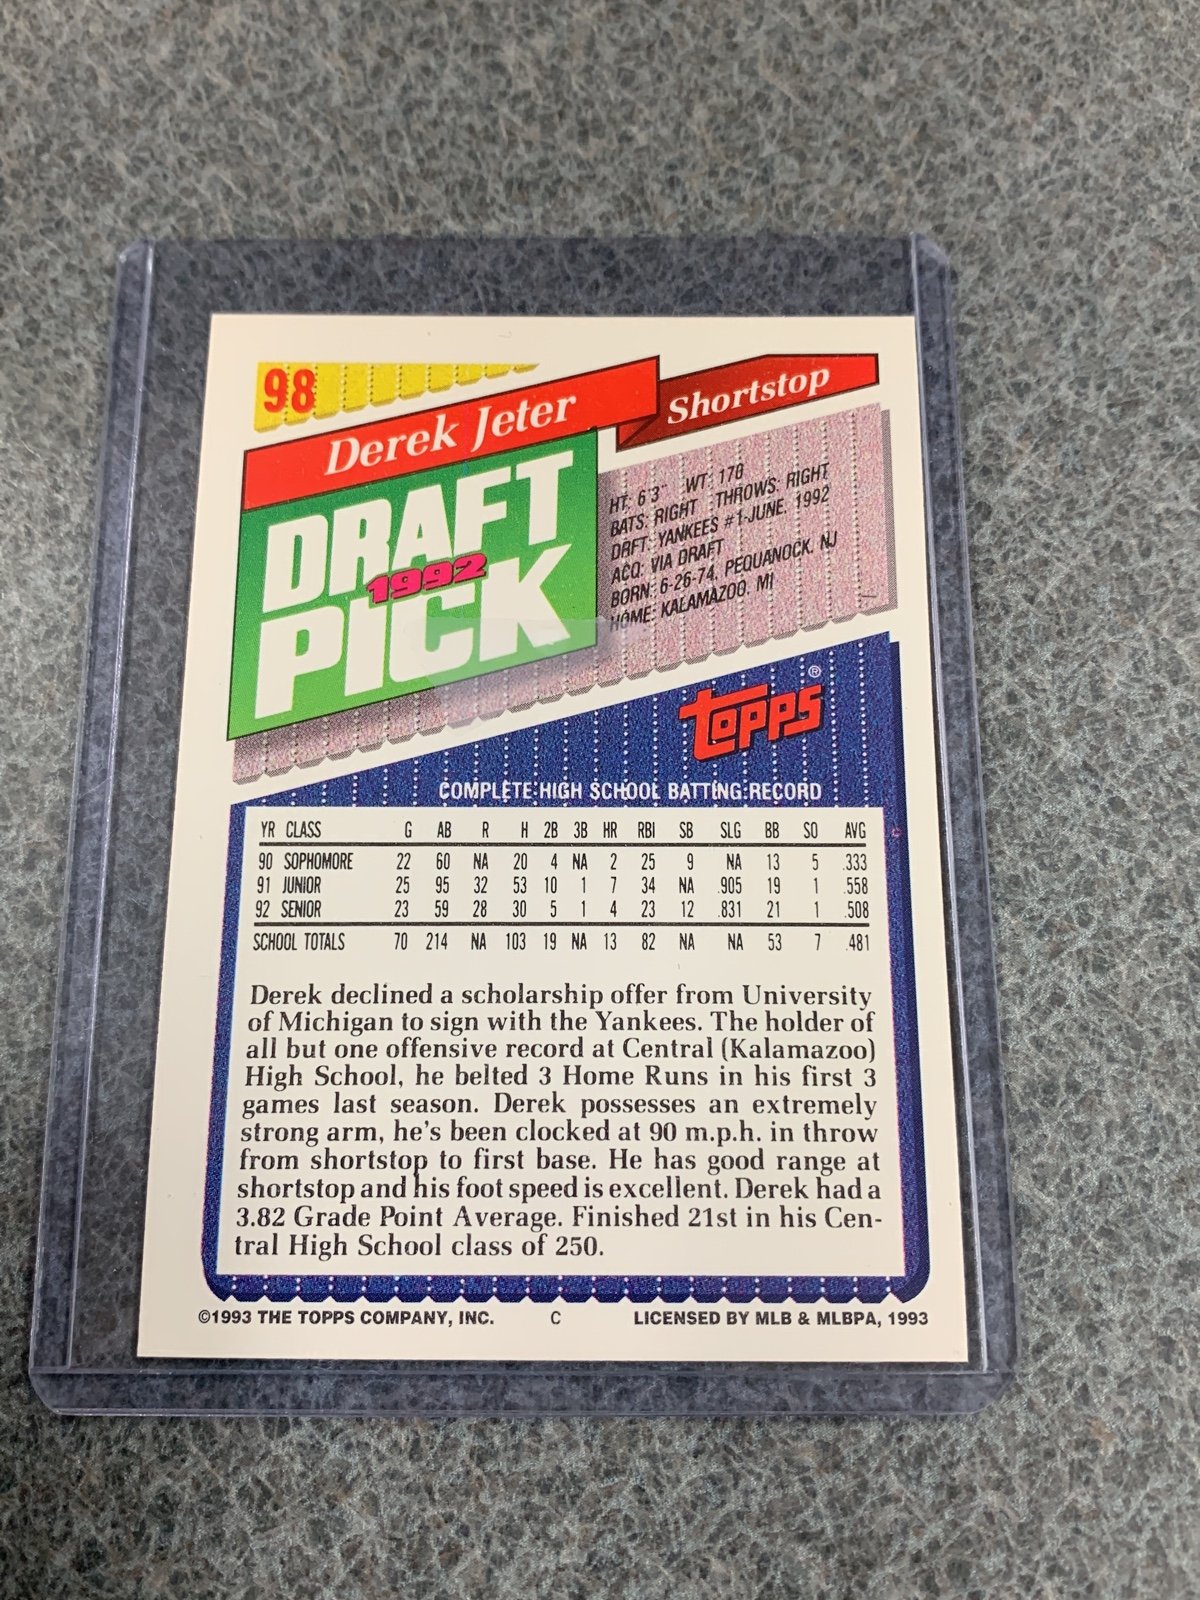 98
Derek Jeter
Shortstop
DRAFT
1992
PICK
HT: 6'3" WT: 178
BATS: RIGHT THROWS: RIGHT
DRFT: YANKEES #1-JUNE, 1992
ACQ: VIA DRAFT
BORN: 6-26-74, PEQUANOCK, NJ
HOME: KALAMAZOO, MI
TOPPS®
COMPLETE HIGH SCHOOL BATTING RECORD
YR CLASS G AB R H 2B 3B HR RBI SB SLG BB SO AVG
90 SOPHOMORE 22 60 NA 20 4 NA 2 25 9 NA 13 5 .333
91 JUNIOR 25 95 32 53 10 1 7 34 NA .905 19 1 .558
92 SENIOR 23 59 28 30 5 1 4 23 12 .831 21 1 .508
SCHOOL TOTALS 70 214 NA 103 19 NA 13 82 NA NA 53 7 .481
Derek declined a scholarship offer from University
of Michigan to sign with the Yankees. The holder of
all but one offensive record at Central (Kalamazoo)
High School, he belted 3 Home Runs in his first 3
games last season. Derek possesses an extremely
strong arm, he's been clocked at 90 m.p.h. in throw
from shortstop to first base. He has good range at
shortstop and his foot speed is excellent. Derek had a
3.82 Grade Point Average. Finished 21st in his Cen-
tral High School class of 250.
©1993 THE TOPPS COMPANY, INC. C LICENSED BY MLB & MLBPA, 1993